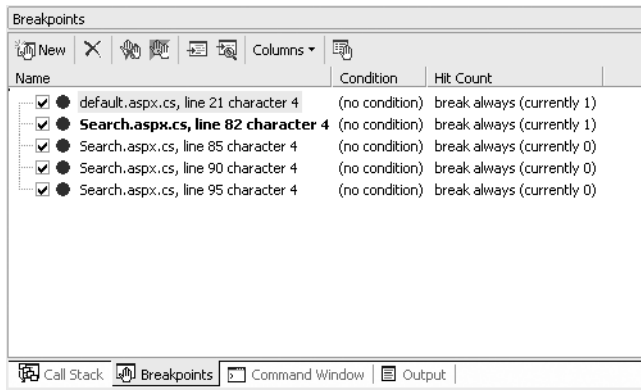 Breakpoints
New Columns
Name Condition Hit Count
default.aspx.cs, line 21 character 4 (no condition) break always (currently 1)
Search.aspx.cs, line 82 character 4 (no condition) break always (currently 1)
Search.aspx.cs, line 85 character 4 (no condition) break always (currently 0)
Search.aspx.cs, line 90 character 4 (no condition) break always (currently 0)
Search.aspx.cs, line 95 character 4 (no condition) break always (currently 0)
Call Stack Breakpoints Command Window Output